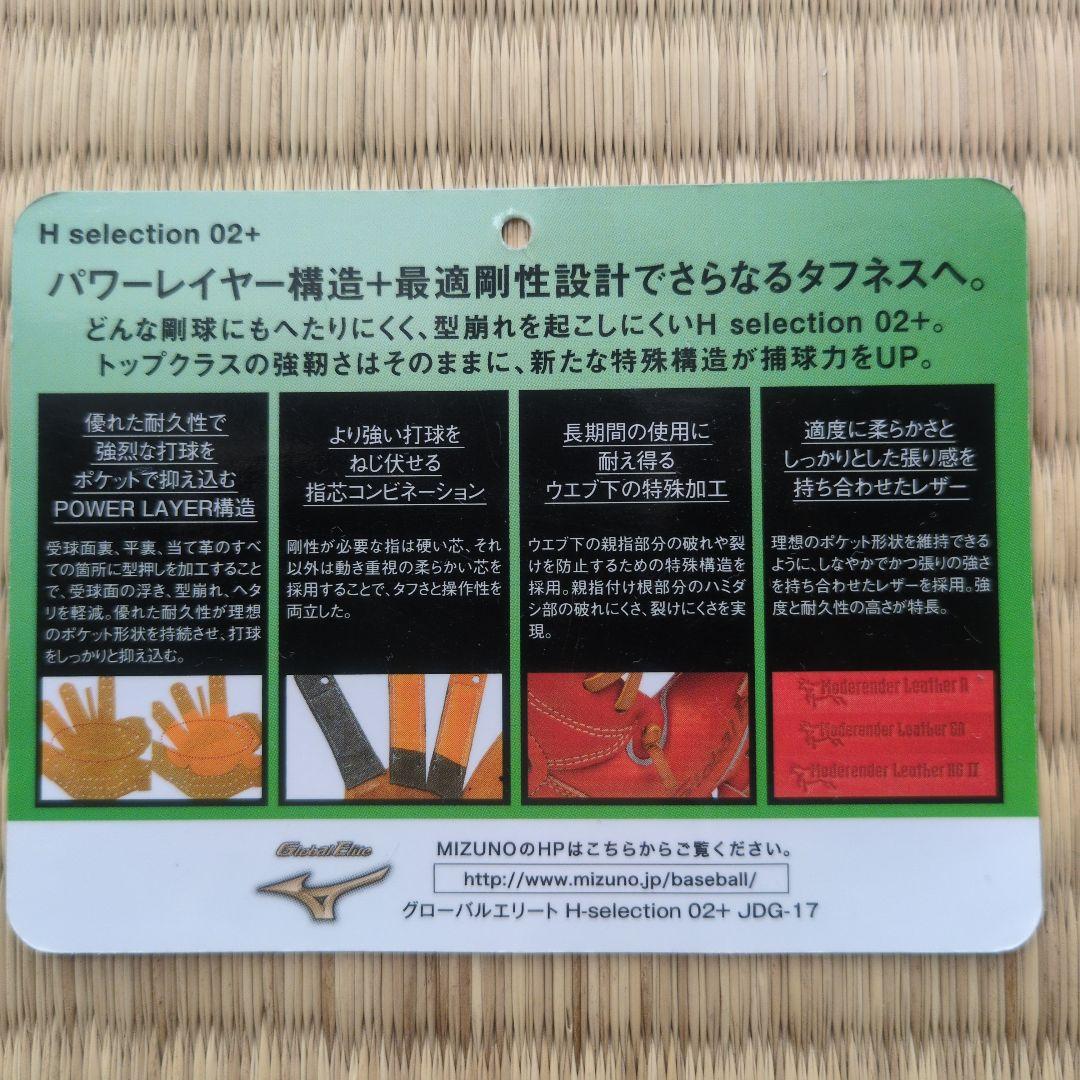 H selection 02+
パワーレイヤー構造+最適剛性設計でさらなるタフネスへ。
どんな剛球にもへたりにくく、型崩れを起こしにくいH selection 02+。
トップクラスの強靭さはそのままに、新たな特殊構造が捕球力をUP。
優れた耐久性で
強烈な打球を
ポケットで抑え込む
POWER LAYER構造
受球面裏、平裏、当て革のすべ
ての箇所に型押しを加工すること
で、受球面の浮き、型崩れ、ヘタ
リを軽減。優れた耐久性が理想
のポケット形状を持続させ、打球
をしっかりと抑え込む。
より強い打球を
ねじ伏せる
指芯コンビネーション
剛性が必要な指は硬い芯、それ
以外は動き重視の柔らかい芯を
採用することで、タフさと操作性を
両立した。
長期間の使用に
耐え得る
ウエブ下の特殊加工
ウエブ下の親指部分の破れや裂
けを防止するための特殊構造を
採用。親指付け根部分のハミダ
シ部の破れにくさ、裂けにくさを実
現。
適度に柔らかさと
しっかりとした張り感を
持ち合わせたレザー
理想のポケット形状を維持できる
ように、しなやかでかつ張りの強さ
を持ち合わせたレザーを採用。強
度と耐久性の高さが特長。
Moderender Leather R
Moderender Leather GR
Moderender Leather RG II
Global Elite
MIZUNOのHPはこちらからご覧ください。
http://www.mizuno.jp/baseball/
グローバルエリート H-selection 02+ JDG-17